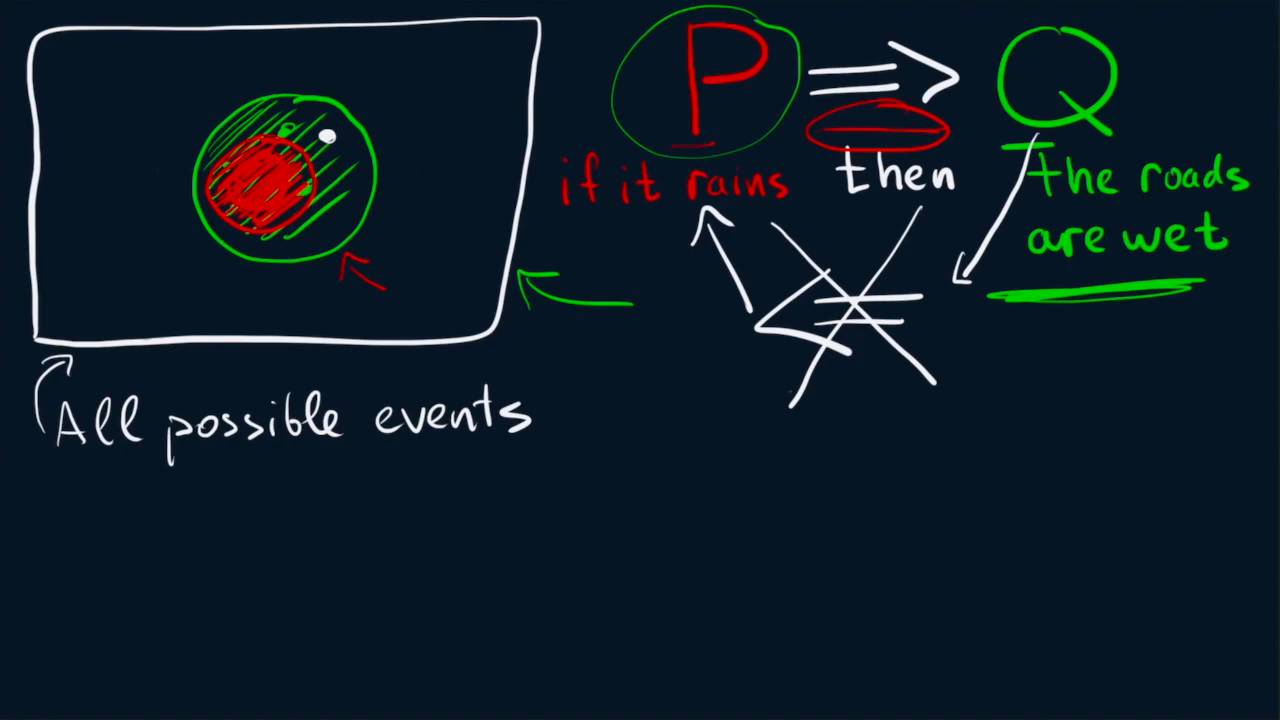 P ⇒ Q
if it rains then The roads
are wet
All possible events